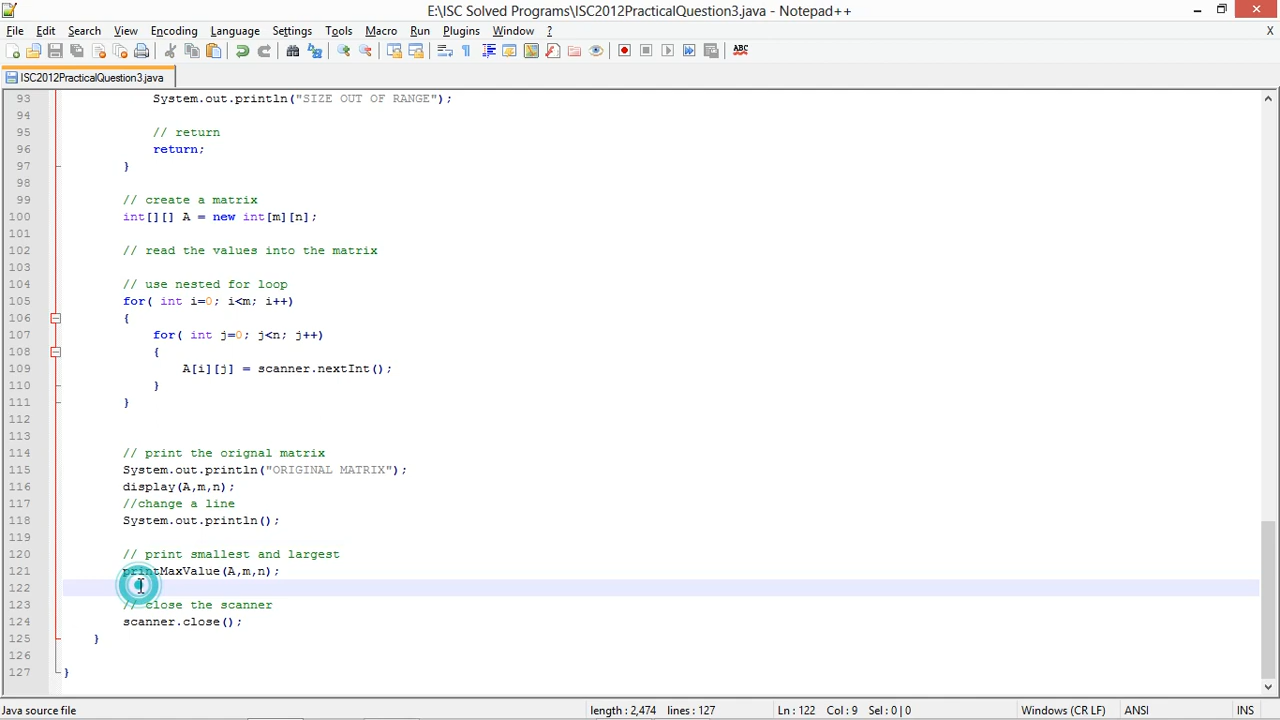 E:\ISC Solved Programs\ISC2012PracticalQuestion3.java - Notepad++
File Edit Search View Encoding Language Settings Tools Macro Run Plugins Window ? X
ABC
ISC2012PracticalQuestion3.java
93 System.out.println("SIZE OUT OF RANGE");
94
95 // return
96 return;
97 }
98
99 // create a matrix
100 int[][] A = new int[m][n];
101
102 // read the values into the matrix
103
104 // use nested for loop
105 for( int i=0; i<m; i++)
106 {
107 for( int j=0; j<n; j++)
108 {
109 A[i][j] = scanner.nextInt();
110 }
111 }
112
113
114 // print the orignal matrix
115 System.out.println("ORIGINAL MATRIX");
116 display(A,m,n);
117 //change a line
118 System.out.println();
119
120 // print smallest and largest
121 printMaxValue(A,m,n);
122
123 // close the scanner
124 scanner.close();
125 }
126
127 }
Java source file length : 2,474 lines : 127 Ln : 122 Col : 9 Sel : 0 | 0 Windows (CR LF) ANSI INS